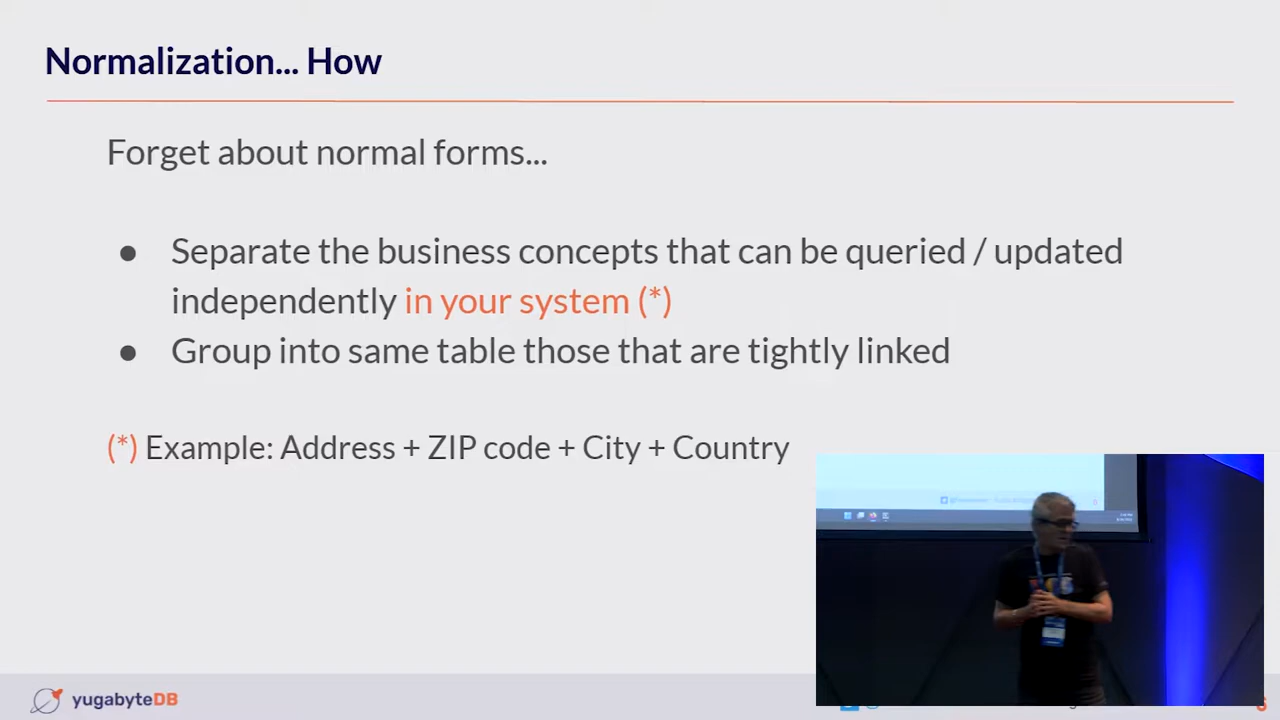 Normalization... How
Forget about normal forms...
● Separate the business concepts that can be queried / updated
independently in your system (*)
● Group into same table those that are tightly linked
(*) Example: Address + ZIP code + City + Country
yugabyteDB